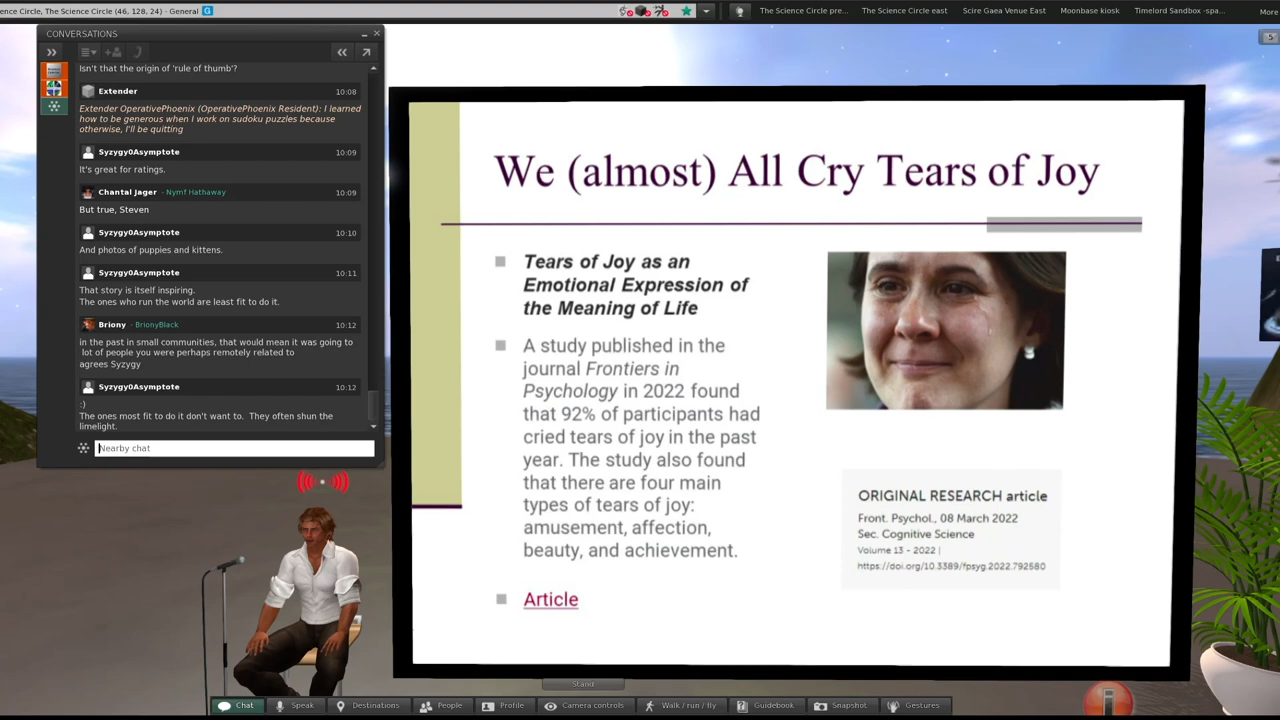 ence Circle, The Science Circle (46, 128, 24) - General G
The Science Circle pre...
The Science Circle east
Scire Gaea Venue East
Moonbase kiosk
Timelord Sandbox -spa...
More
CONVERSATIONS
Isn't that the origin of 'rule of thumb'?
Extender 10:08
Extender OperativePhoenix (OperativePhoenix Resident): I learned
how to be generous when I work on sudoku puzzles because
otherwise, I'll be quitting
Syzygy0Asymptote 10:09
It's great for ratings.
Chantal Jager - Nymf Hathaway 10:09
But true, Steven
Syzygy0Asymptote 10:10
And photos of puppies and kittens.
Syzygy0Asymptote 10:11
That story is itself inspiring.
The ones who run the world are least fit to do it.
Briony - BrionyBlack 10:12
in the past in small communities, that would mean it was going to
lot of people you were perhaps remotely related to
agrees Syzygy
Syzygy0Asymptote 10:12
:)
The ones most fit to do it don't want to. They often shun the
limelight.
Nearby chat
We (almost) All Cry Tears of Joy
Tears of Joy as an
Emotional Expression of
the Meaning of Life
A study published in the
journal Frontiers in
Psychology in 2022 found
that 92% of participants had
cried tears of joy in the past
year. The study also found
that there are four main
types of tears of joy:
amusement, affection,
beauty, and achievement.
Article
ORIGINAL RESEARCH article
Front. Psychol., 08 March 2022
Sec. Cognitive Science
Volume 13 - 2022 |
https://doi.org/10.3389/fpsyg.2022.792580
Stand
Chat
Speak
Destinations
People
Profile
Camera controls
Walk / run / fly
Guidebook
Snapshot
Gestures